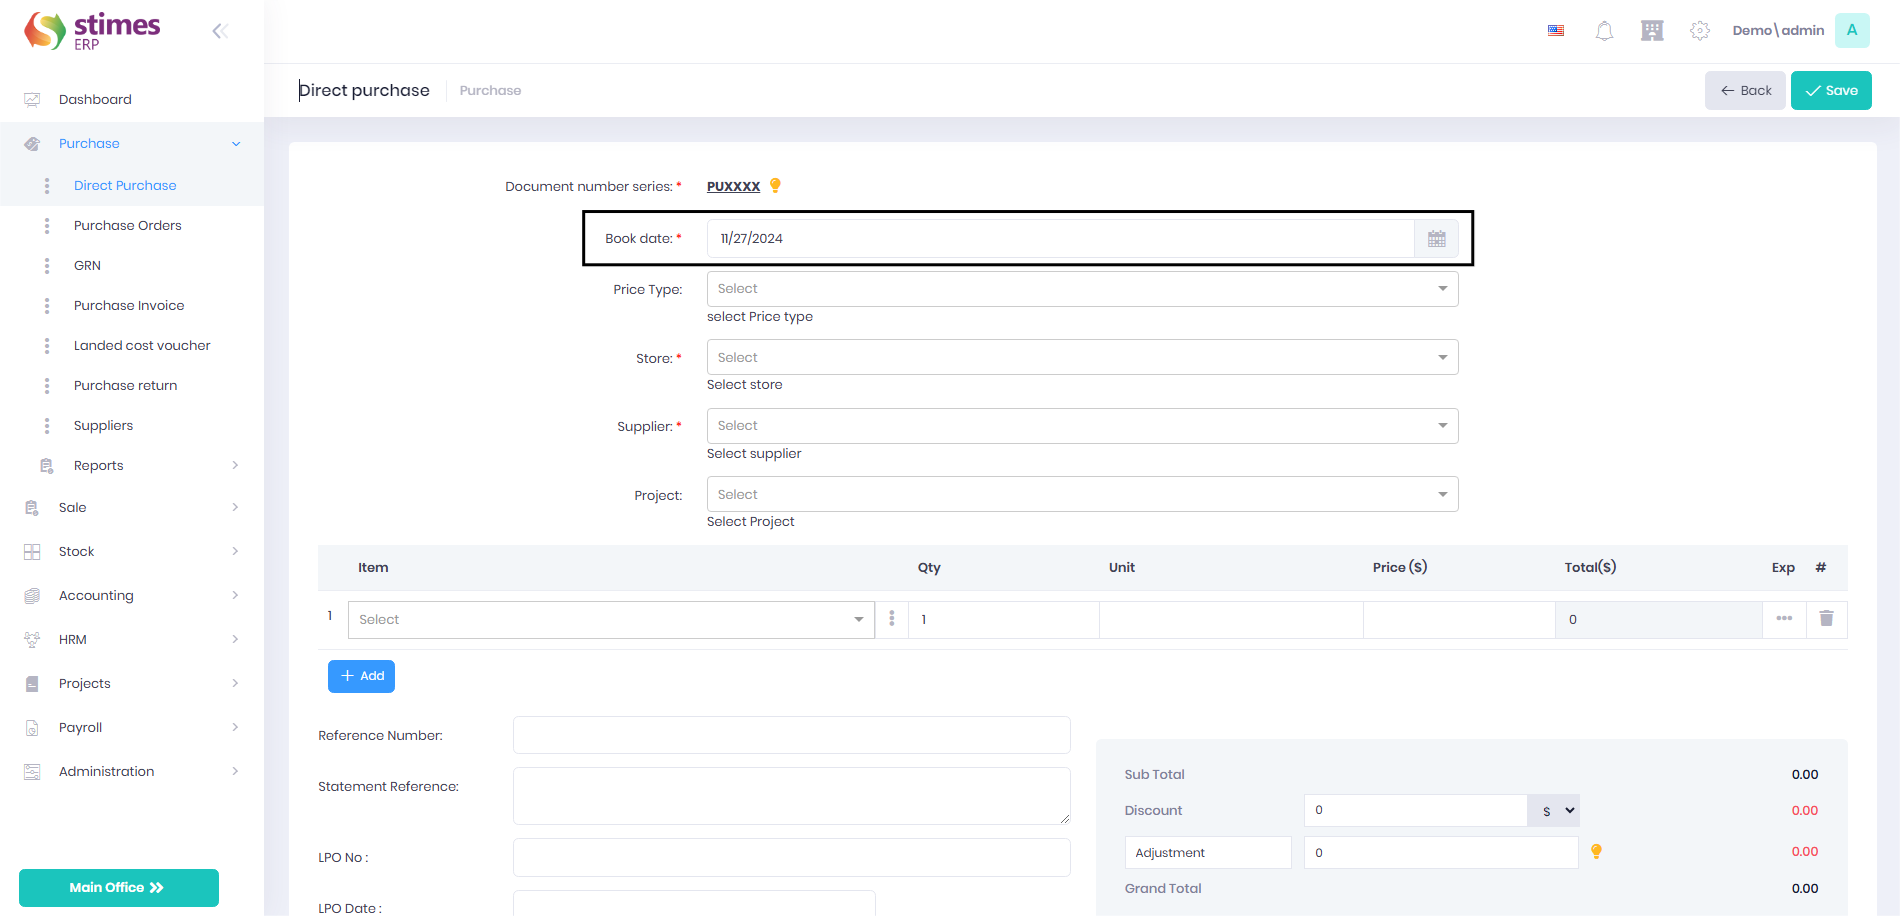 stimes
ERP
Demo\admin
A
Direct purchase
Purchase
Back
Save
Dashboard
Purchase
Direct Purchase
Purchase Orders
GRN
Purchase Invoice
Landed cost voucher
Purchase return
Suppliers
Reports
Sale
Stock
Accounting
HRM
Projects
Payroll
Administration
Main Office
Document number series: * PUXXXX
Book date: * 11/27/2024
Price Type: Select
select Price type
Store: * Select
Select store
Supplier: * Select
Select supplier
Project: Select
Select Project
Item Qty Unit Price ($) Total($) Exp #
1 Select 1 0
Add
Reference Number:
Statement Reference:
LPO No :
LPO Date :
Sub Total 0.00
Discount 0 $ 0.00
Adjustment 0 0.00
Grand Total 0.00